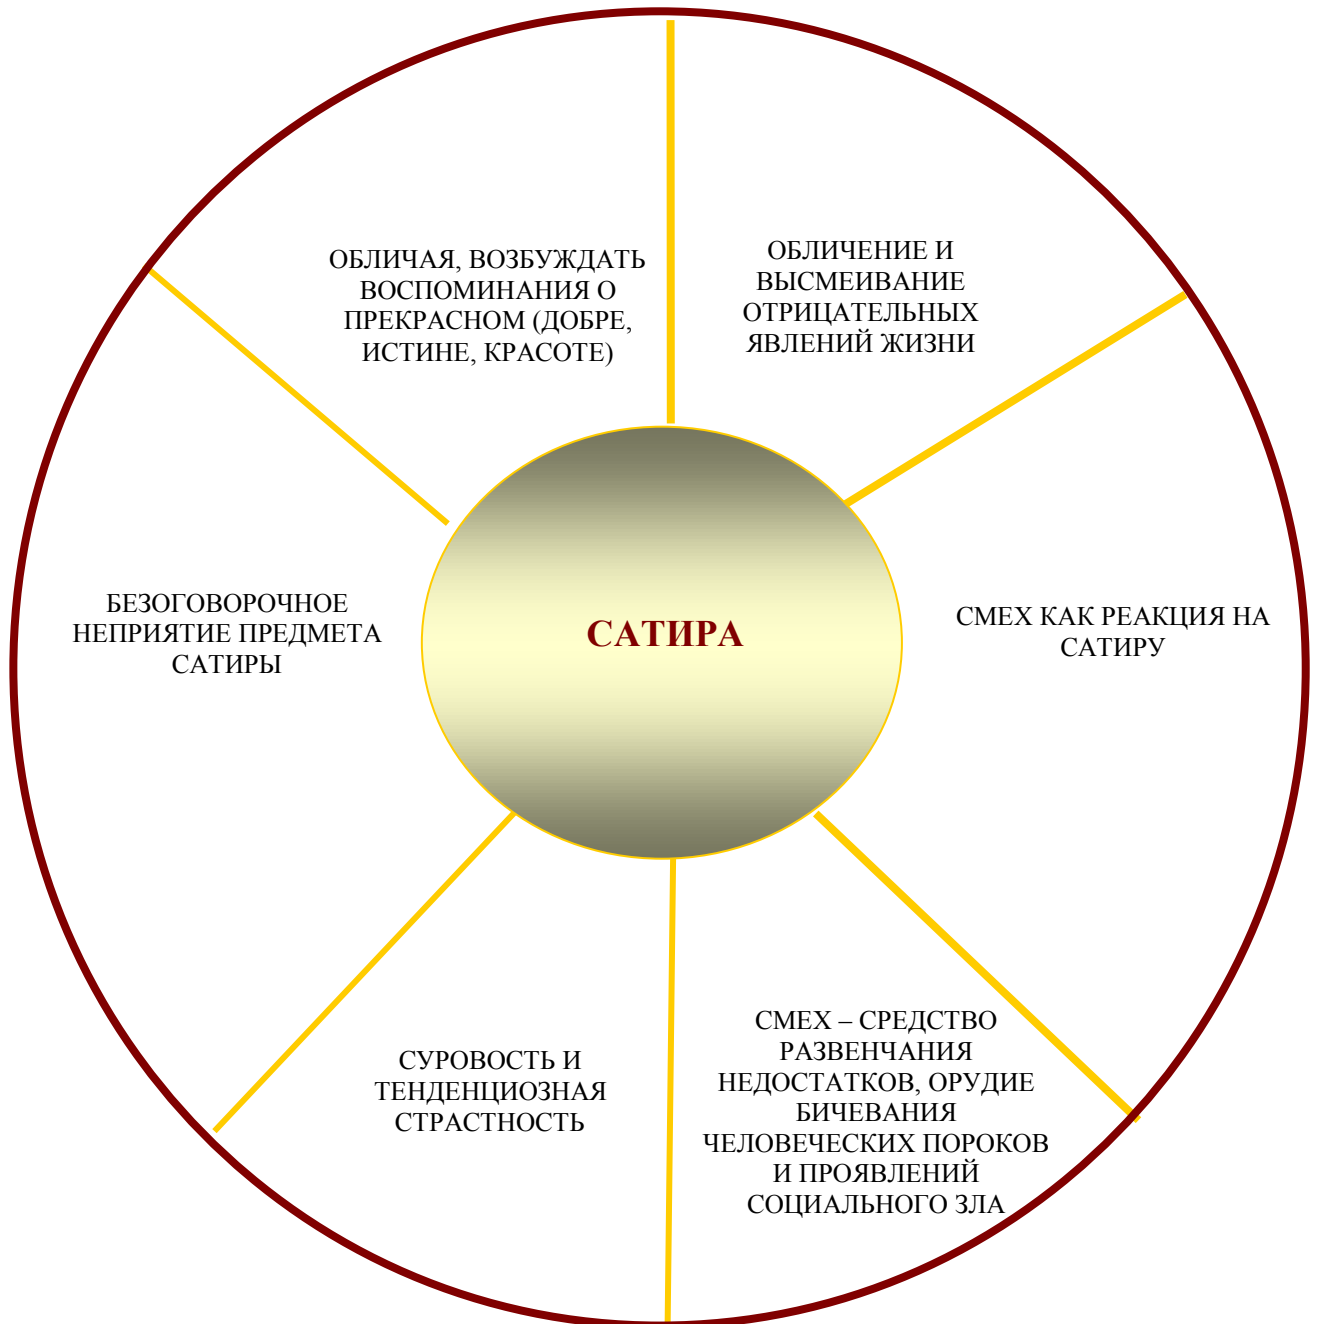 ОБЛИЧАЯ, ВОЗБУЖДАТЬ
ВОСПОМИНАНИЯ О
ПРЕКРАСНОМ (ДОБРЕ,
ИСТИНЕ, КРАСОТЕ)
ОБЛИЧЕНИЕ И
ВЫСМЕИВАНИЕ
ОТРИЦАТЕЛЬНЫХ
ЯВЛЕНИЙ ЖИЗНИ
БЕЗОГОВОРОЧНОЕ
НЕПРИЯТИЕ ПРЕДМЕТА
САТИРЫ
САТИРА
СМЕХ КАК РЕАКЦИЯ НА
САТИРУ
СУРОВОСТЬ И
ТЕНДЕНЦИОЗНАЯ
СТРАСТНОСТЬ
СМЕХ – СРЕДСТВО
РАЗВЕНЧАНИЯ
НЕДОСТАТКОВ, ОРУДИЕ
БИЧЕВАНИЯ
ЧЕЛОВЕЧЕСКИХ ПОРОКОВ
И ПРОЯВЛЕНИЙ
СОЦИАЛЬНОГО ЗЛА